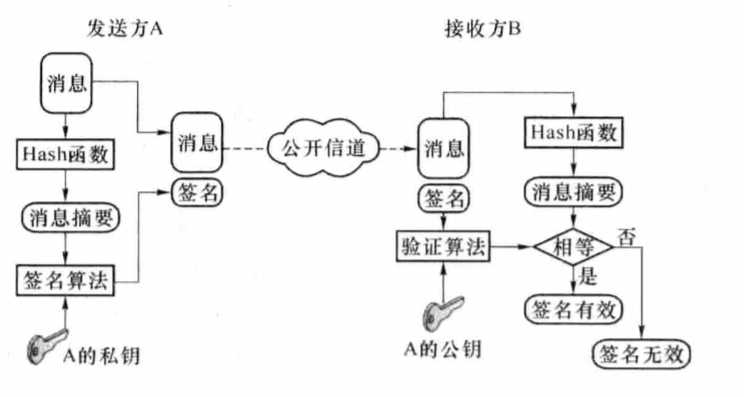 发送方A
接收方B
消息
Hash函数
消息摘要
签名算法
A的私钥
消息
签名
公开信道
消息
签名
验证算法
A的公钥
Hash函数
消息摘要
相等
否
是
签名有效
签名无效